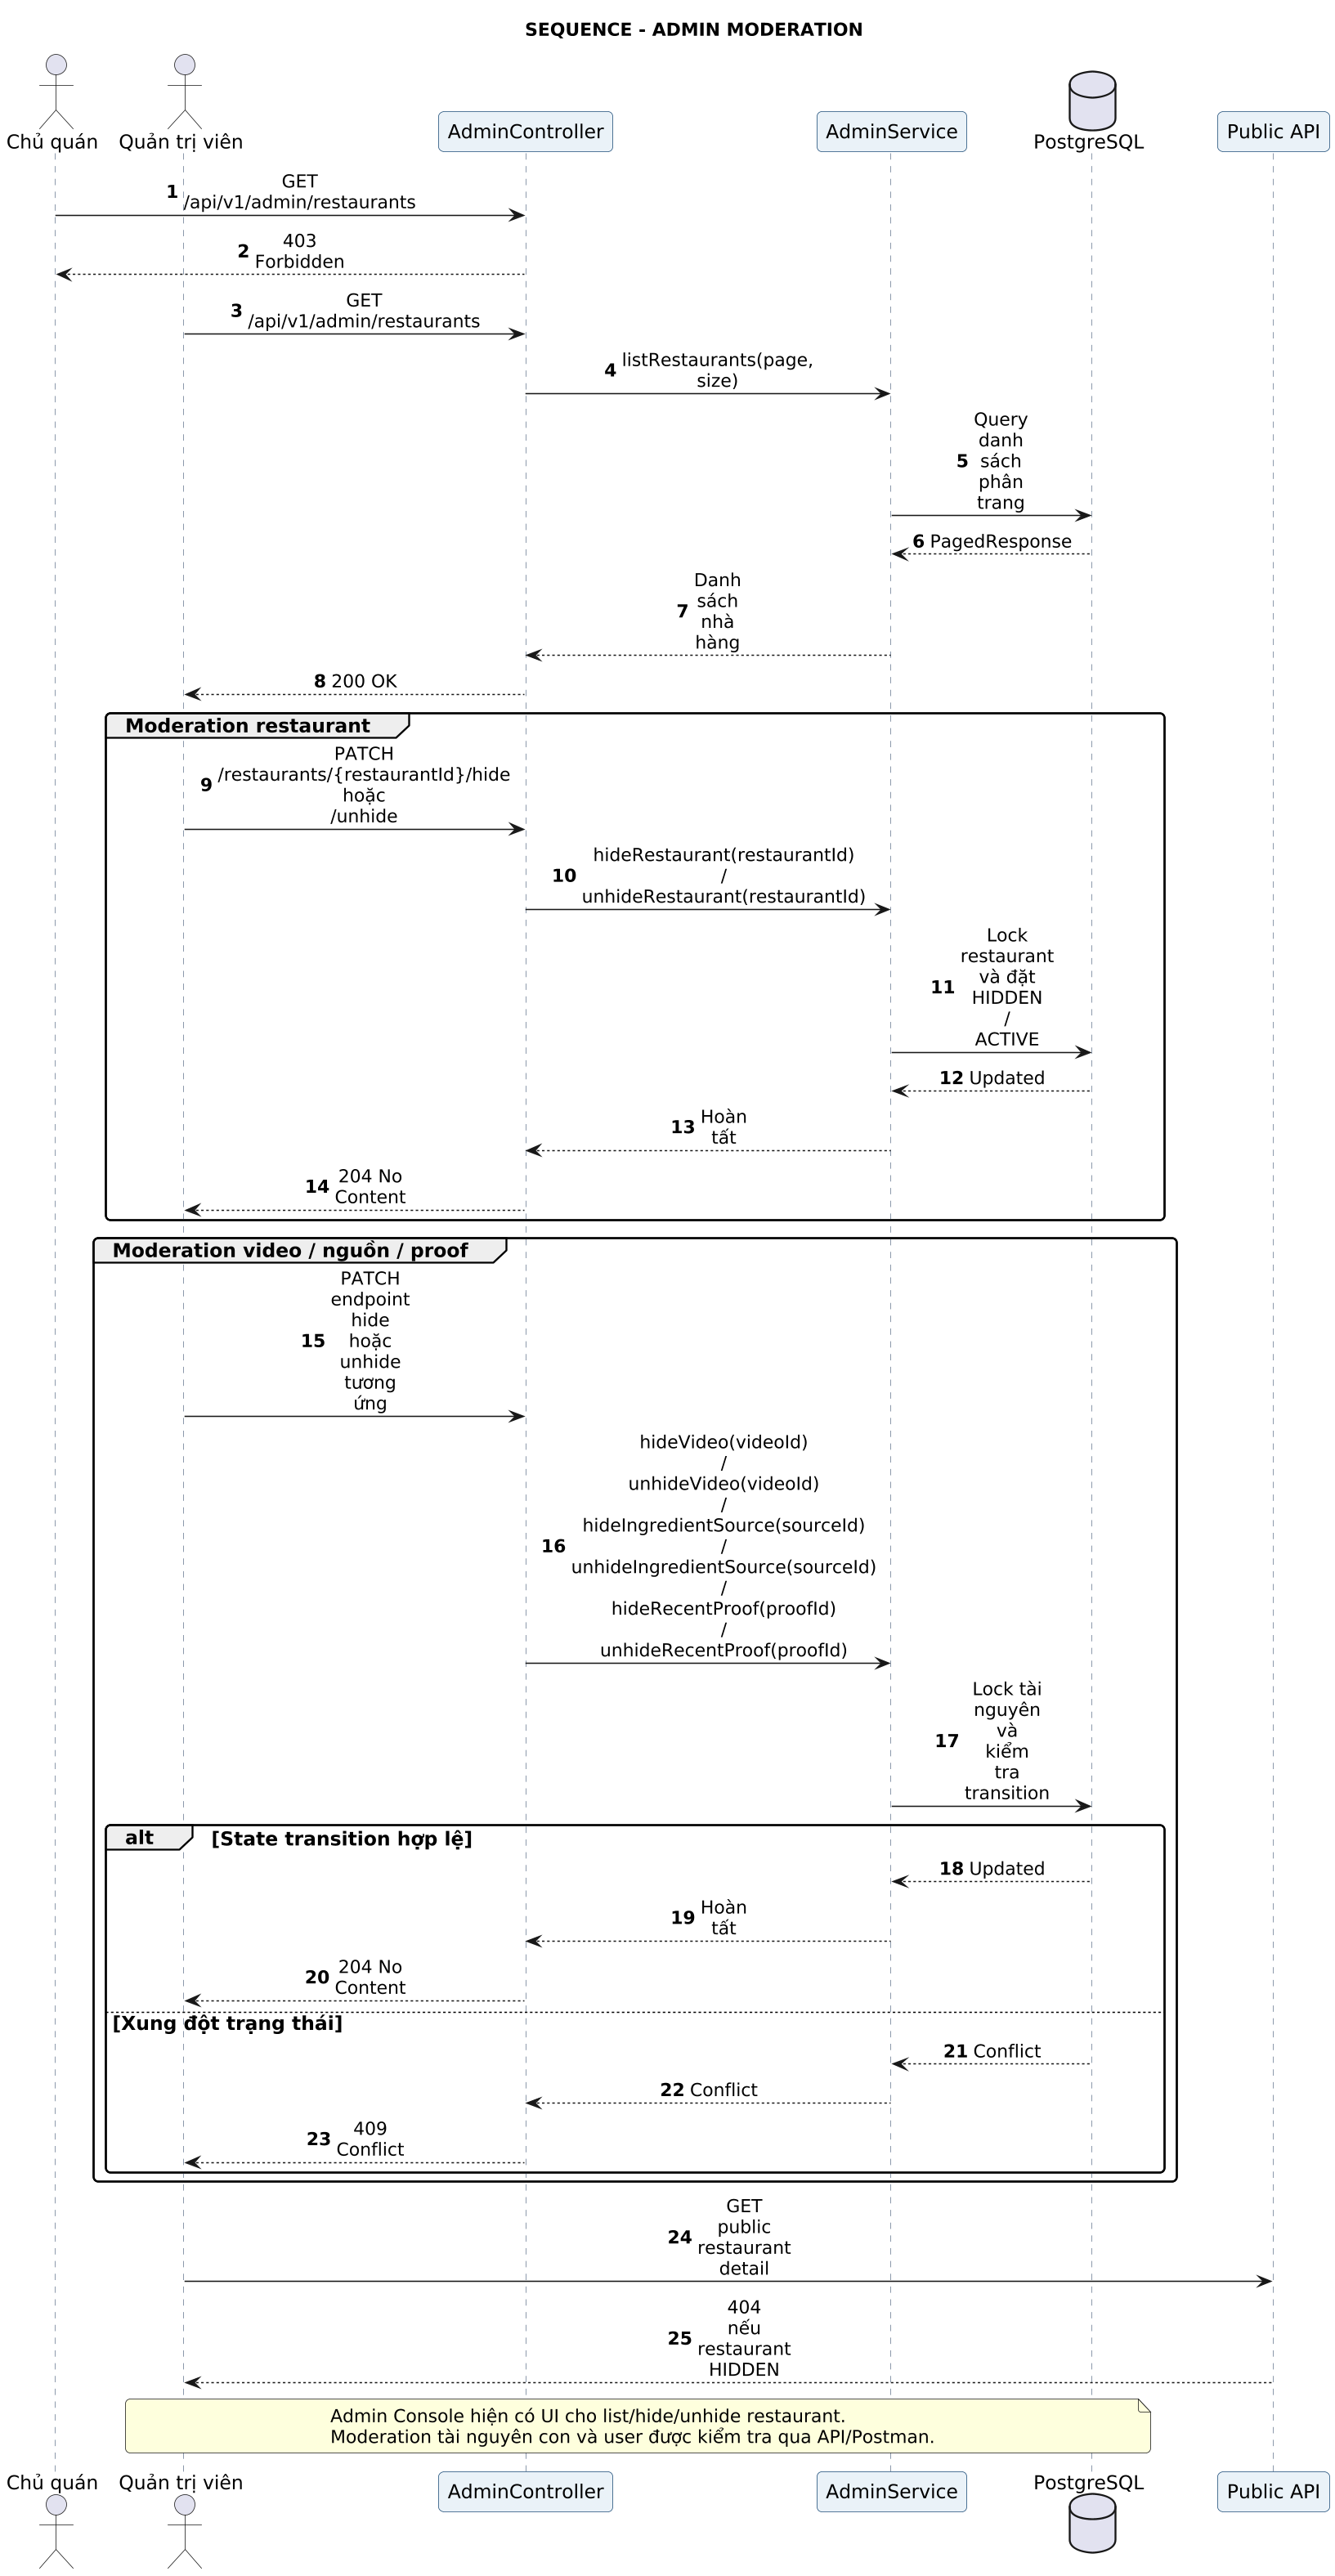 SEQUENCE - ADMIN MODERATION
Chủ quán
Quản trị viên
AdminController
AdminService
PostgreSQL
Public API
1 GET
/api/v1/admin/restaurants
2 403
Forbidden
3 GET
/api/v1/admin/restaurants
4 listRestaurants(page,
size)
5 Query
danh
sách
phân
trang
6 PagedResponse
7 Danh
sách
nhà
hàng
8 200 OK
Moderation restaurant
9 PATCH
/restaurants/{restaurantId}/hide
hoặc
/unhide
10 hideRestaurant(restaurantId)
/
unhideRestaurant(restaurantId)
11 Lock
restaurant
và đặt
HIDDEN
/
ACTIVE
12 Updated
13 Hoàn
tất
14 204 No
Content
Moderation video / nguồn / proof
15 PATCH
endpoint
hide
hoặc
unhide
tương
ứng
16 hideVideo(videoId)
/
unhideVideo(videoId)
/
hideIngredientSource(sourceId)
/
unhideIngredientSource(sourceId)
/
hideRecentProof(proofId)
/
unhideRecentProof(proofId)
17 Lock tài
nguyên
và
kiểm
tra
transition
alt [State transition hợp lệ]
18 Updated
19 Hoàn
tất
20 204 No
Content
[Xung đột trạng thái]
21 Conflict
22 Conflict
23 409
Conflict
24 GET
public
restaurant
detail
25 404
nếu
restaurant
HIDDEN
Admin Console hiện có UI cho list/hide/unhide restaurant.
Moderation tài nguyên con và user được kiểm tra qua API/Postman.
Chủ quán
Quản trị viên
AdminController
AdminService
PostgreSQL
Public API